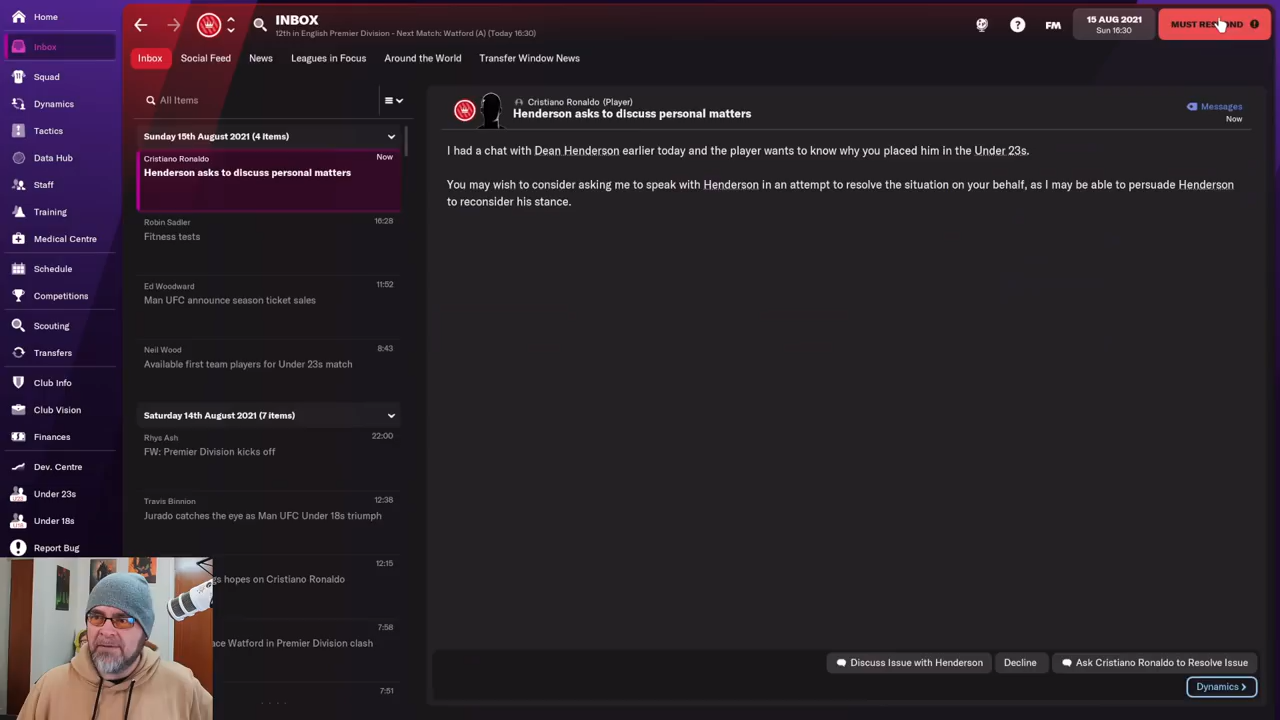 Home
Inbox
Squad
Dynamics
Tactics
Data Hub
Staff
Training
Medical Centre
Schedule
Competitions
Scouting
Transfers
Club Info
Club Vision
Finances
Dev. Centre
Under 23s
Under 18s
Report Bug
INBOX
12th in English Premier Division - Next Match: Watford (A) (Today 16:30)
FM
15 AUG 2021
Sun 16:30
MUST RESPOND
Inbox
Social Feed
News
Leagues in Focus
Around the World
Transfer Window News
All Items
Sunday 15th August 2021 (4 items)
Cristiano Ronaldo
Now
Henderson asks to discuss personal matters
Robin Sadler
16:28
Fitness tests
Ed Woodward
11:52
Man UFC announce season ticket sales
Neil Wood
8:43
Available first team players for Under 23s match
Saturday 14th August 2021 (7 items)
Rhys Ash
22:00
FW: Premier Division kicks off
Travis Binnion
12:38
Jurado catches the eye as Man UFC Under 18s triumph
12:15
gs hopes on Cristiano Ronaldo
7:58
ace Watford in Premier Division clash
7:51
Cristiano Ronaldo (Player)
Henderson asks to discuss personal matters
Messages
Now
I had a chat with Dean Henderson earlier today and the player wants to know why you placed him in the Under 23s.
You may wish to consider asking me to speak with Henderson in an attempt to resolve the situation on your behalf, as I may be able to persuade Henderson
to reconsider his stance.
Discuss Issue with Henderson
Decline
Ask Cristiano Ronaldo to Resolve Issue
Dynamics >